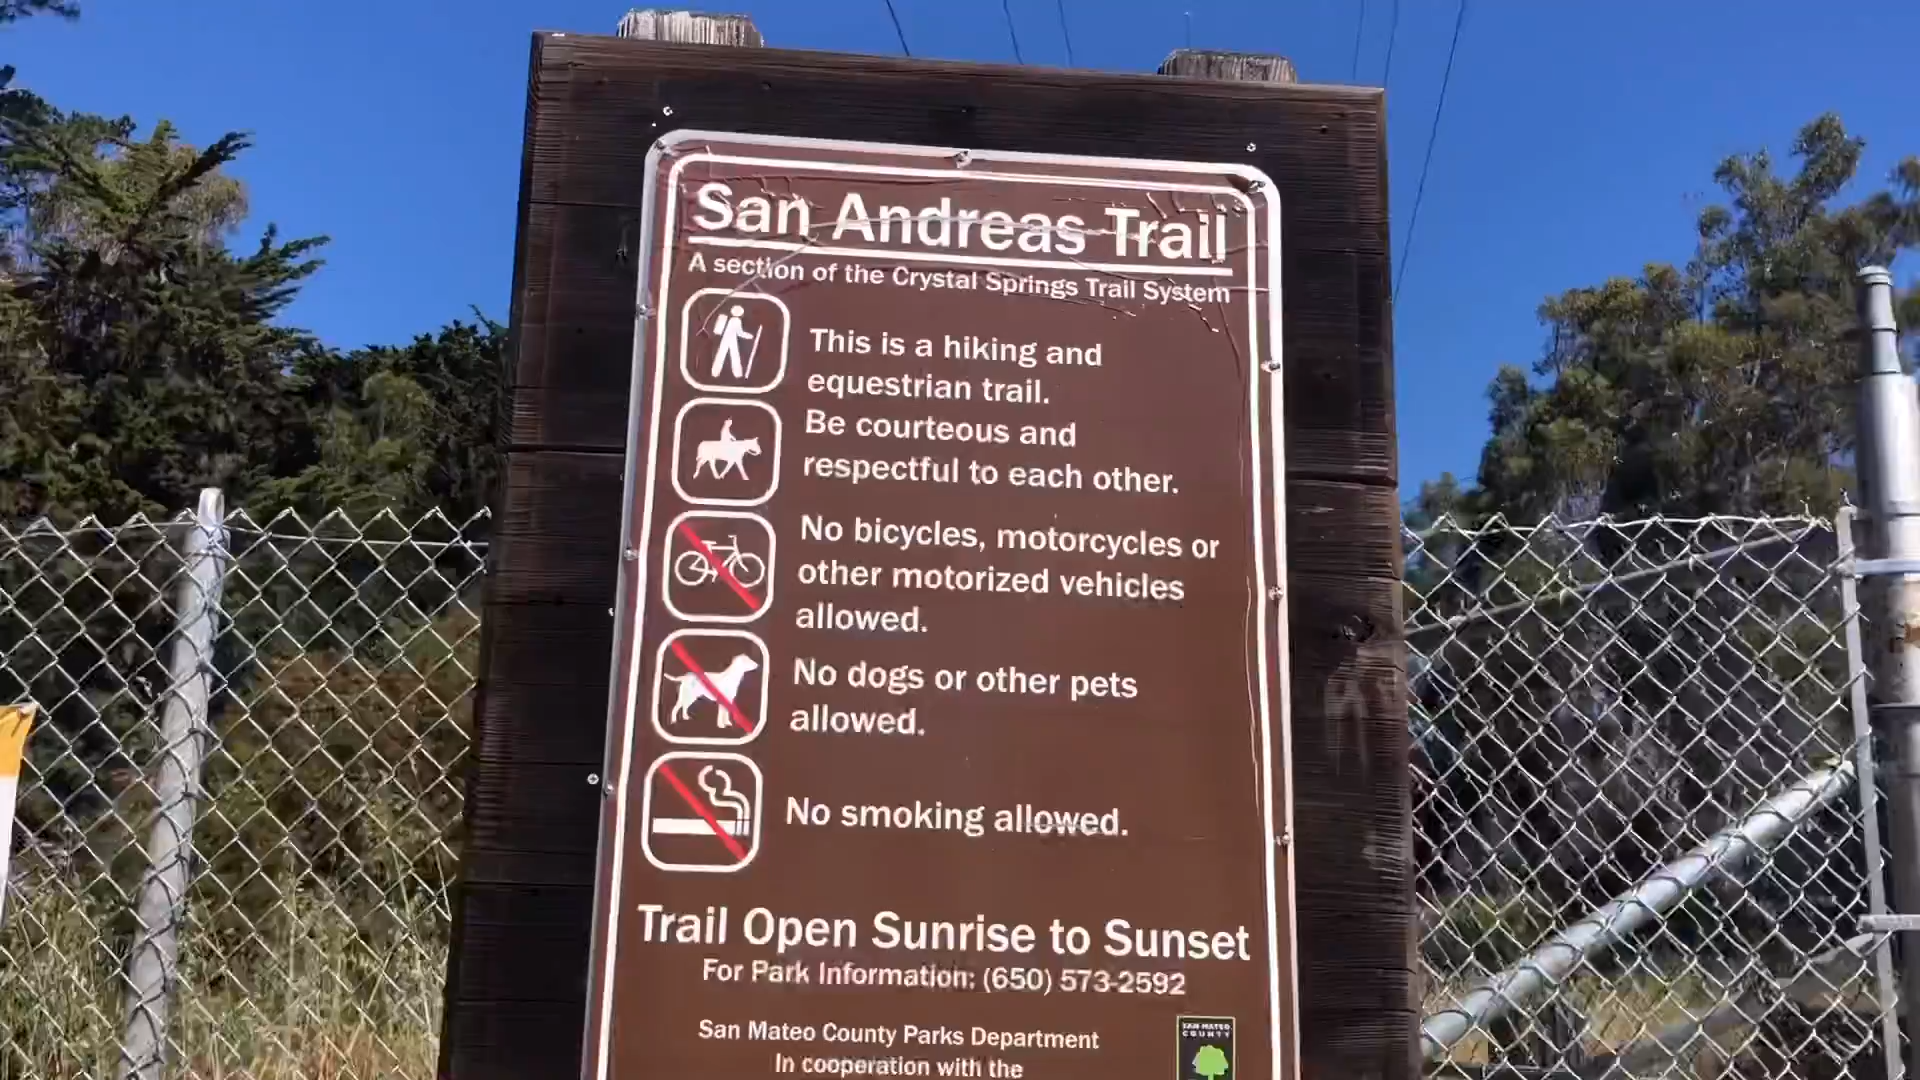 San Andreas Trail
A section of the Crystal Springs Trail System
This is a hiking and
equestrian trail.
Be courteous and
respectful to each other.
No bicycles, motorcycles or
other motorized vehicles
allowed.
No dogs or other pets
allowed.
No smoking allowed.
Trail Open Sunrise to Sunset
For Park Information: (650) 573-2592
San Mateo County Parks Department
In cooperation with the
SAN MATEO
COUNTY